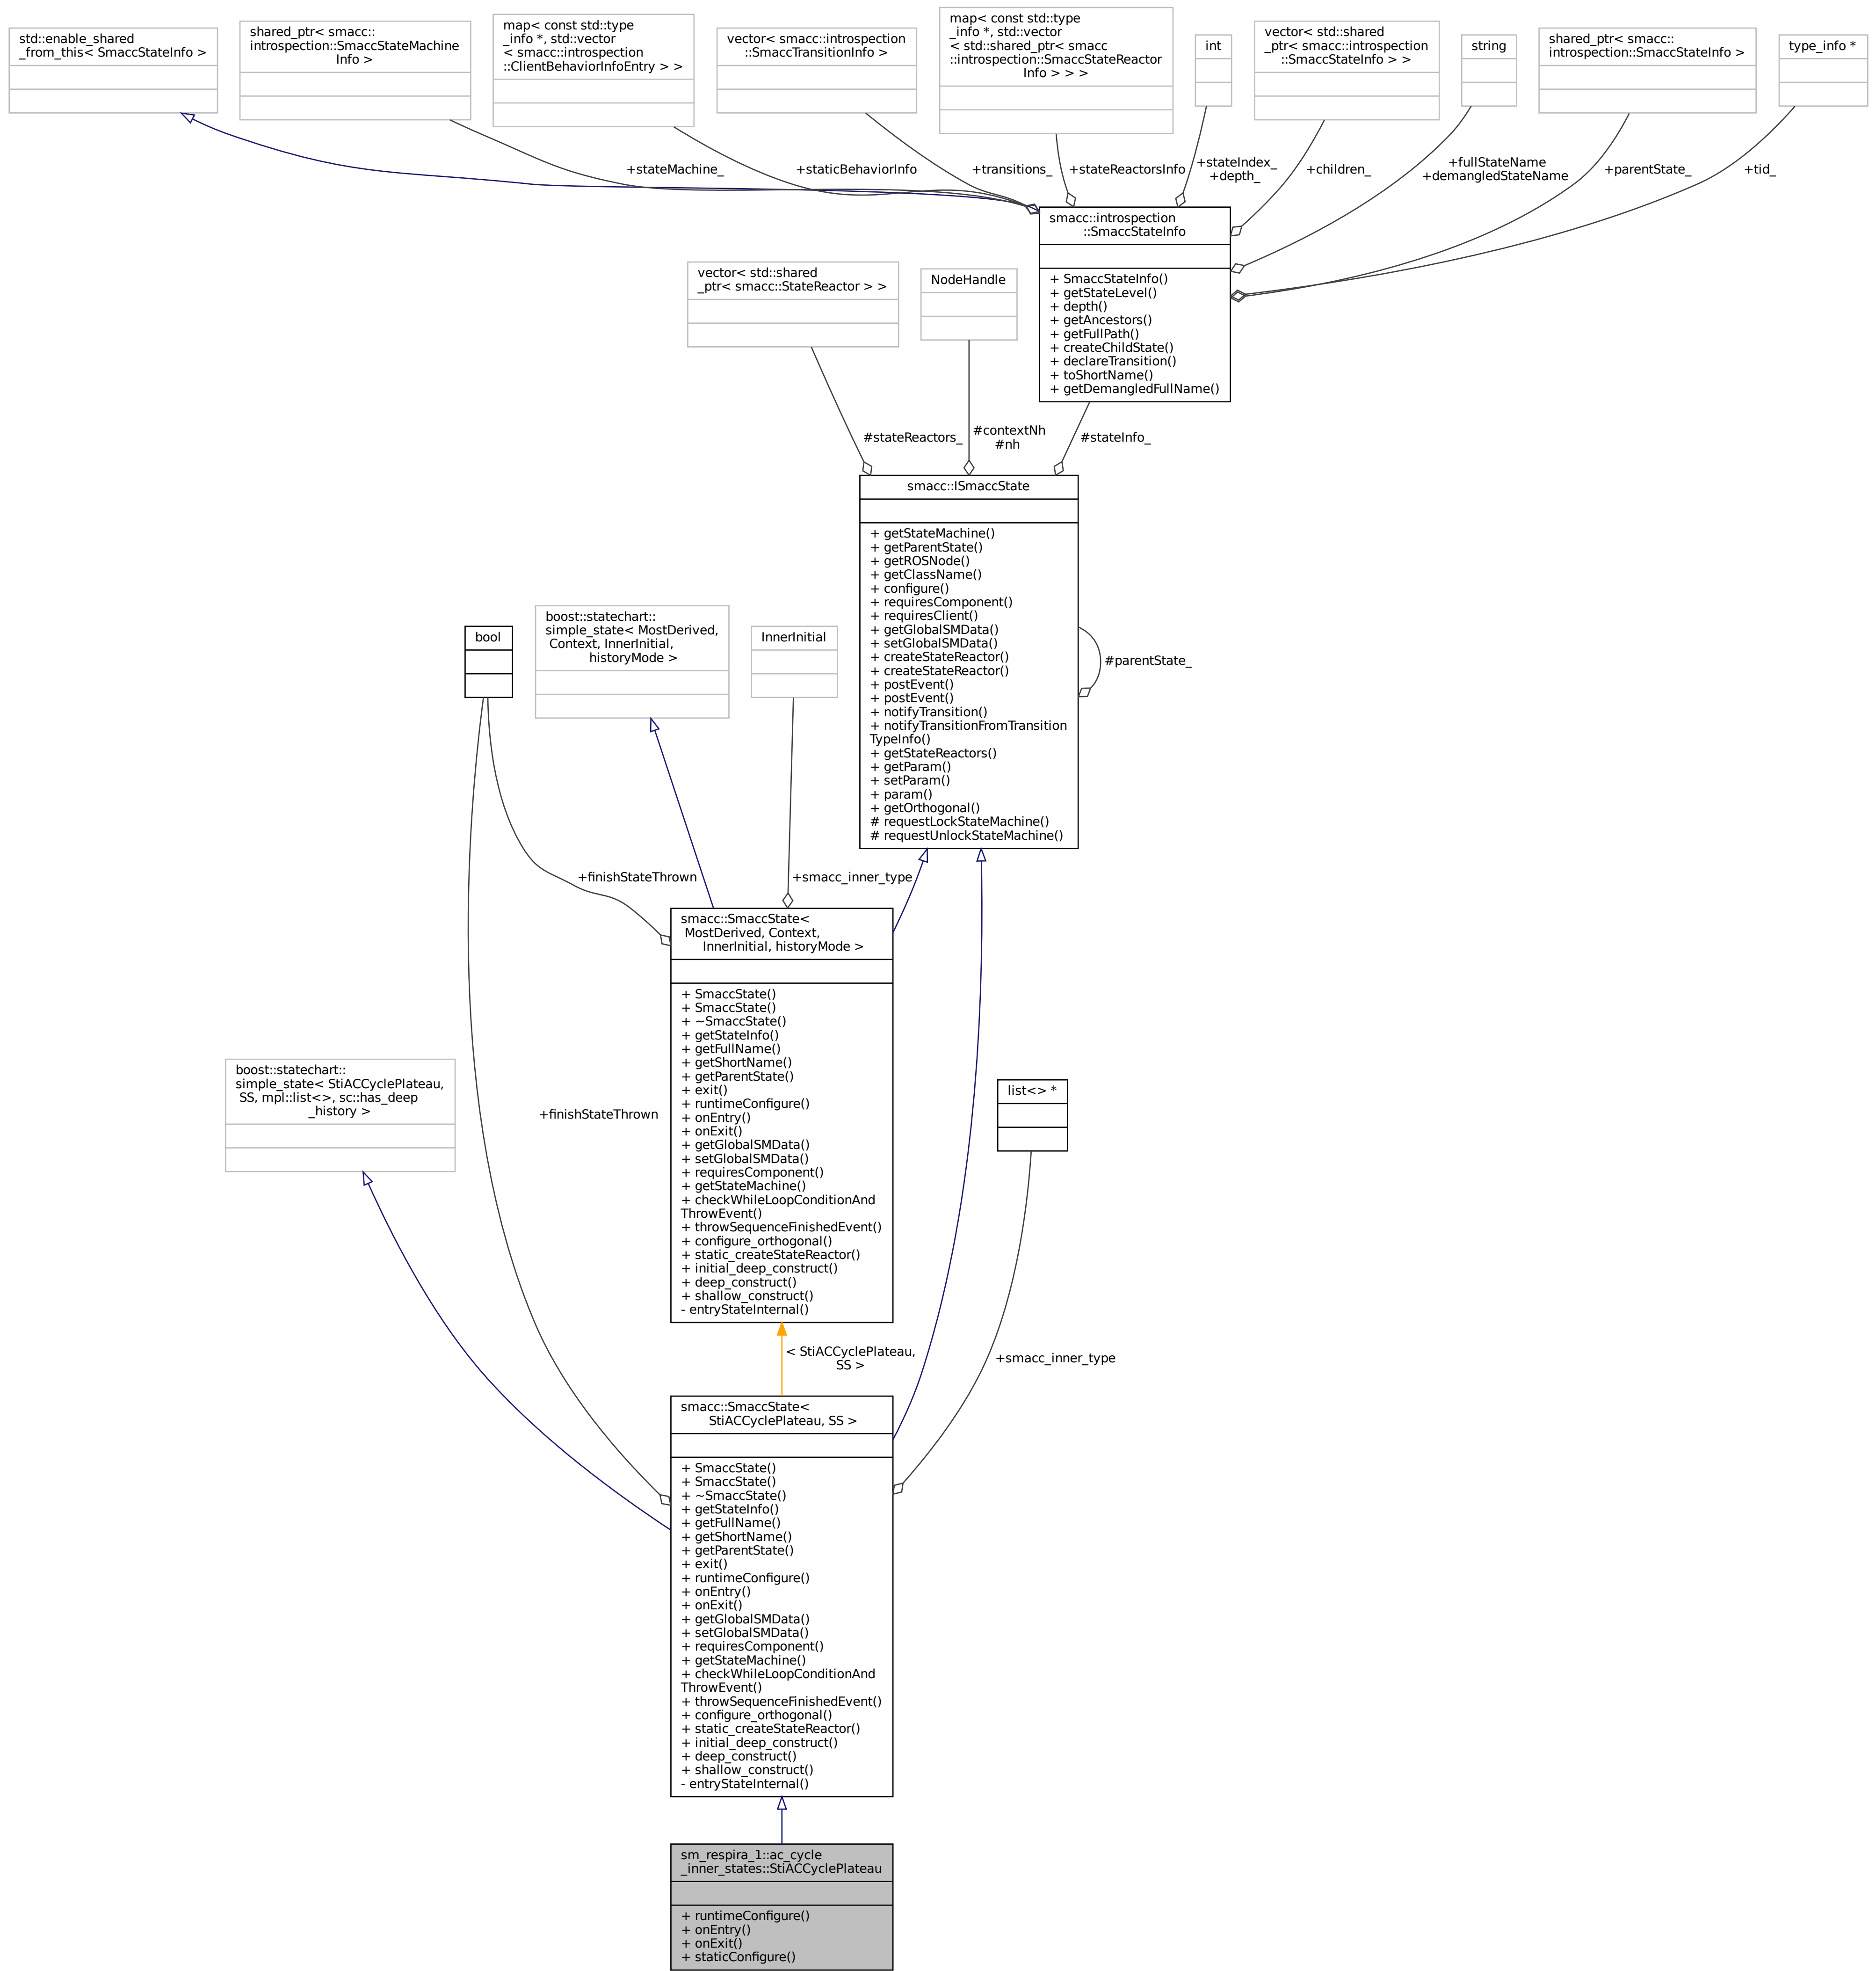 std::enable_shared
_from_this< SmaccStateInfo >
shared_ptr< smacc::
introspection::SmaccStateMachine
Info >
map< const std::type
_info *, std::vector
< smacc::introspection
::ClientBehaviorInfoEntry > >
vector< smacc::introspection
::SmaccTransitionInfo >
map< const std::type
_info *, std::vector
< std::shared_ptr< smacc
::introspection::SmaccStateReactor
Info > > >
int
vector< std::shared
_ptr< smacc::introspection
::SmaccStateInfo > >
string
shared_ptr< smacc::
introspection::SmaccStateInfo >
type_info *
+stateMachine_
+staticBehaviorInfo
+transitions_
+stateReactorsInfo
+stateIndex_
+depth_
+children_
+fullStateName
+demangledStateName
+parentState_
+tid_
smacc::introspection
::SmaccStateInfo
+ SmaccStateInfo()
+ getStateLevel()
+ depth()
+ getAncestors()
+ getFullPath()
+ createChildState()
+ declareTransition()
+ toShortName()
+ getDemangledFullName()
vector< std::shared
_ptr< smacc::StateReactor > >
NodeHandle
#stateReactors_
#contextNh
#nh
#stateInfo_
smacc::ISmaccState
+ getStateMachine()
+ getParentState()
+ getROSNode()
+ getClassName()
+ configure()
+ requiresComponent()
+ requiresClient()
+ getGlobalSMData()
+ setGlobalSMData()
+ createStateReactor()
+ createStateReactor()
+ postEvent()
+ postEvent()
+ notifyTransition()
+ notifyTransitionFromTransition
TypeInfo()
+ getStateReactors()
+ getParam()
+ setParam()
+ param()
+ getOrthogonal()
# requestLockStateMachine()
# requestUnlockStateMachine()
#parentState_
bool
boost::statechart::
simple_state< MostDerived,
Context, InnerInitial,
historyMode >
InnerInitial
+finishStateThrown
+smacc_inner_type
smacc::SmaccState<
MostDerived, Context,
InnerInitial, historyMode >
+ SmaccState()
+ SmaccState()
+ ~SmaccState()
+ getStateInfo()
+ getFullName()
+ getShortName()
+ getParentState()
+ exit()
+ runtimeConfigure()
+ onEntry()
+ onExit()
+ getGlobalSMData()
+ setGlobalSMData()
+ requiresComponent()
+ getStateMachine()
+ checkWhileLoopConditionAnd
ThrowEvent()
+ throwSequenceFinishedEvent()
+ configure_orthogonal()
+ static_createStateReactor()
+ initial_deep_construct()
+ deep_construct()
+ shallow_construct()
- entryStateInternal()
boost::statechart::
simple_state< StiACCyclePlateau,
SS, mpl::list<>, sc::has_deep
_history >
+finishStateThrown
list<> *
< StiACCyclePlateau,
SS >
+smacc_inner_type
smacc::SmaccState<
StiACCyclePlateau, SS >
+ SmaccState()
+ SmaccState()
+ ~SmaccState()
+ getStateInfo()
+ getFullName()
+ getShortName()
+ getParentState()
+ exit()
+ runtimeConfigure()
+ onEntry()
+ onExit()
+ getGlobalSMData()
+ setGlobalSMData()
+ requiresComponent()
+ getStateMachine()
+ checkWhileLoopConditionAnd
ThrowEvent()
+ throwSequenceFinishedEvent()
+ configure_orthogonal()
+ static_createStateReactor()
+ initial_deep_construct()
+ deep_construct()
+ shallow_construct()
- entryStateInternal()
sm_respira_1::ac_cycle
_inner_states::StiACCyclePlateau
+ runtimeConfigure()
+ onEntry()
+ onExit()
+ staticConfigure()